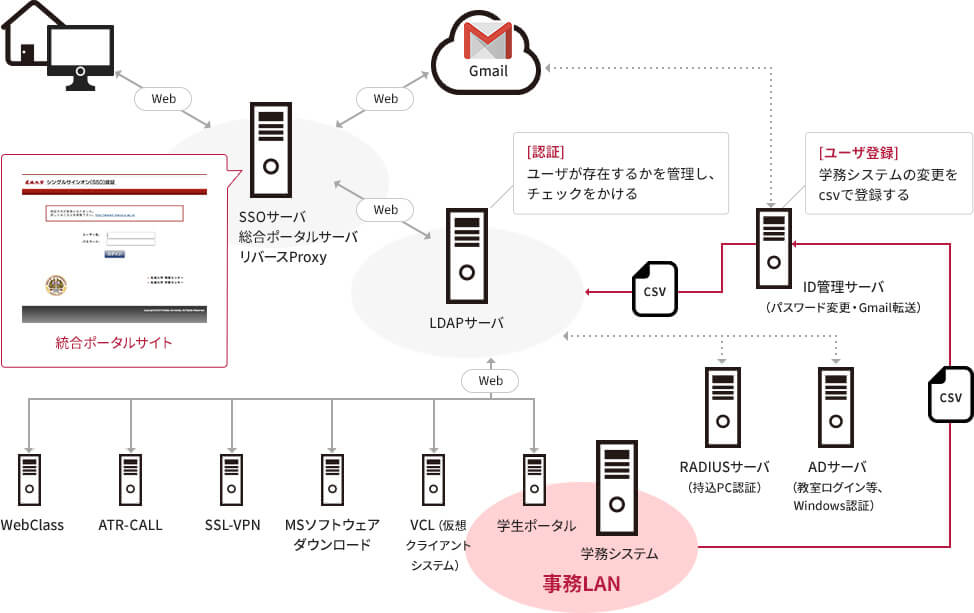 Web
Web
Gmail
[認証]
ユーザが存在するかを管理し、
チェックをかける
[ユーザ登録]
学務システムの変更を
csvで登録する
シングルサインオン(SSO)認証
統合ポータルサイト
SSOサーバ
総合ポータルサーバ
リバースProxy
Web
LDAPサーバ
CSV
ID管理サーバ
（パスワード変更・Gmail転送）
CSV
Web
RADIUSサーバ
（持込PC認証）
ADサーバ
（教室ログイン等、
Windows認証）
WebClass
ATR-CALL
SSL-VPN
MSソフトウェア
ダウンロード
VCL（仮想
クライアント
システム）
学生ポータル
学務システム
事務LAN